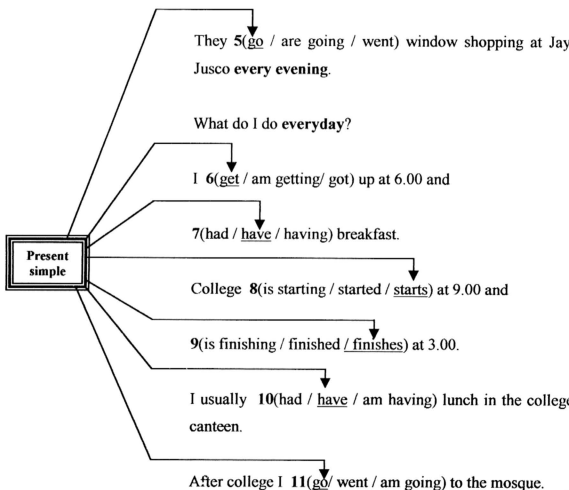 They 5(go / are going / went) window shopping at Jay
Jusco every evening.
What do I do everyday?
I 6(get / am getting/ got) up at 6.00 and
7(had / have / having) breakfast.
Present
simple
College 8(is starting / started / starts) at 9.00 and
9(is finishing / finished / finishes) at 3.00.
I usually 10(had / have / am having) lunch in the college
canteen.
After college I 11(go/ went / am going) to the mosque.